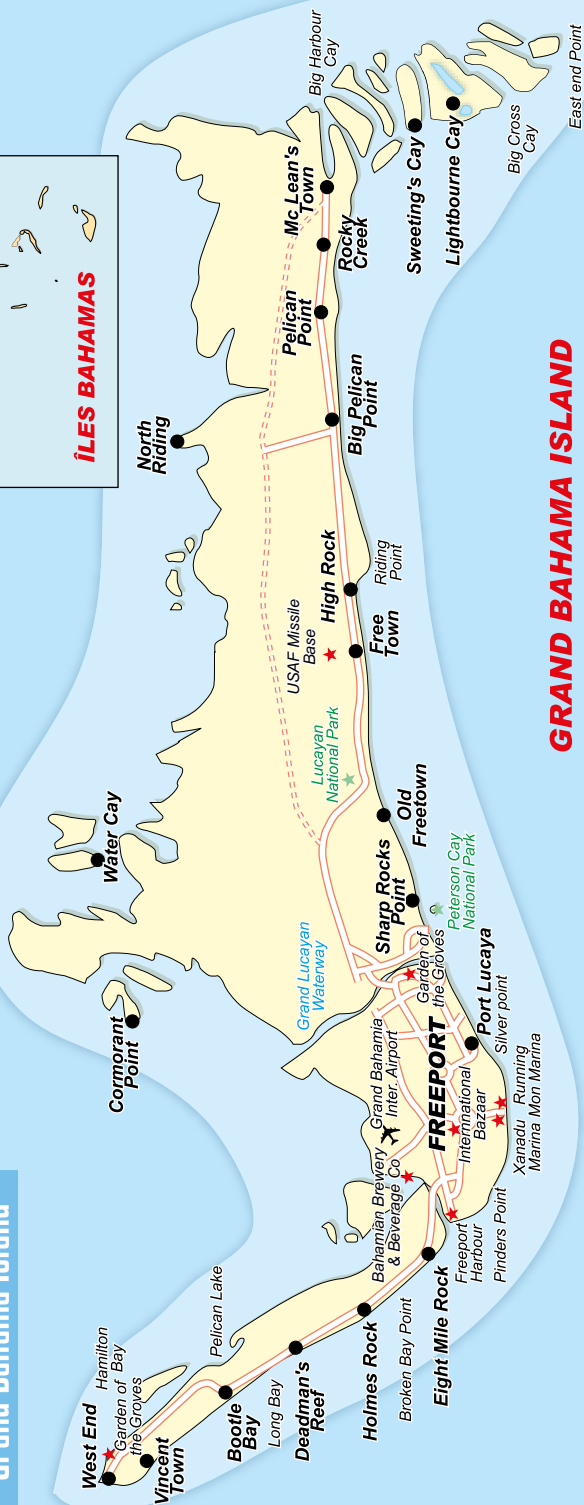 ÎLES BAHAMAS
West End
Hamilton
Bay
Garden of
the Groves
Vincent
Town
Pelican Lake
Bootle
Bay
Long Bay
Deadman's
Reef
Holmes Rock
Broken Bay Point
Eight Mile Rock
Bahamian Brewery
& Beverage Co
Freeport
Harbour
Pinders Point
Grand Bahamia
Inter. Airport
FREEPORT
International
Bazaar
Xanadu
Marina
Running
Mon Marina
Silver point
Port Lucaya
Cormorant
Point
Water Cay
Grand Lucayan
Waterway
Garden of
the Groves
Sharp Rocks
Point
Peterson Cay
National Park
Old
Freetown
Lucayan
National Park
USAF Missile
Base
Free
Town
High Rock
Riding
Point
North
Riding
Big Pelican
Point
Pelican
Point
Rocky
Creek
Mc Lean's
Town
Big Harbour
Cay
Sweeting's Cay
Lightbourne Cay
Big Cross
Cay
East end Point
GRAND BAHAMA ISLAND